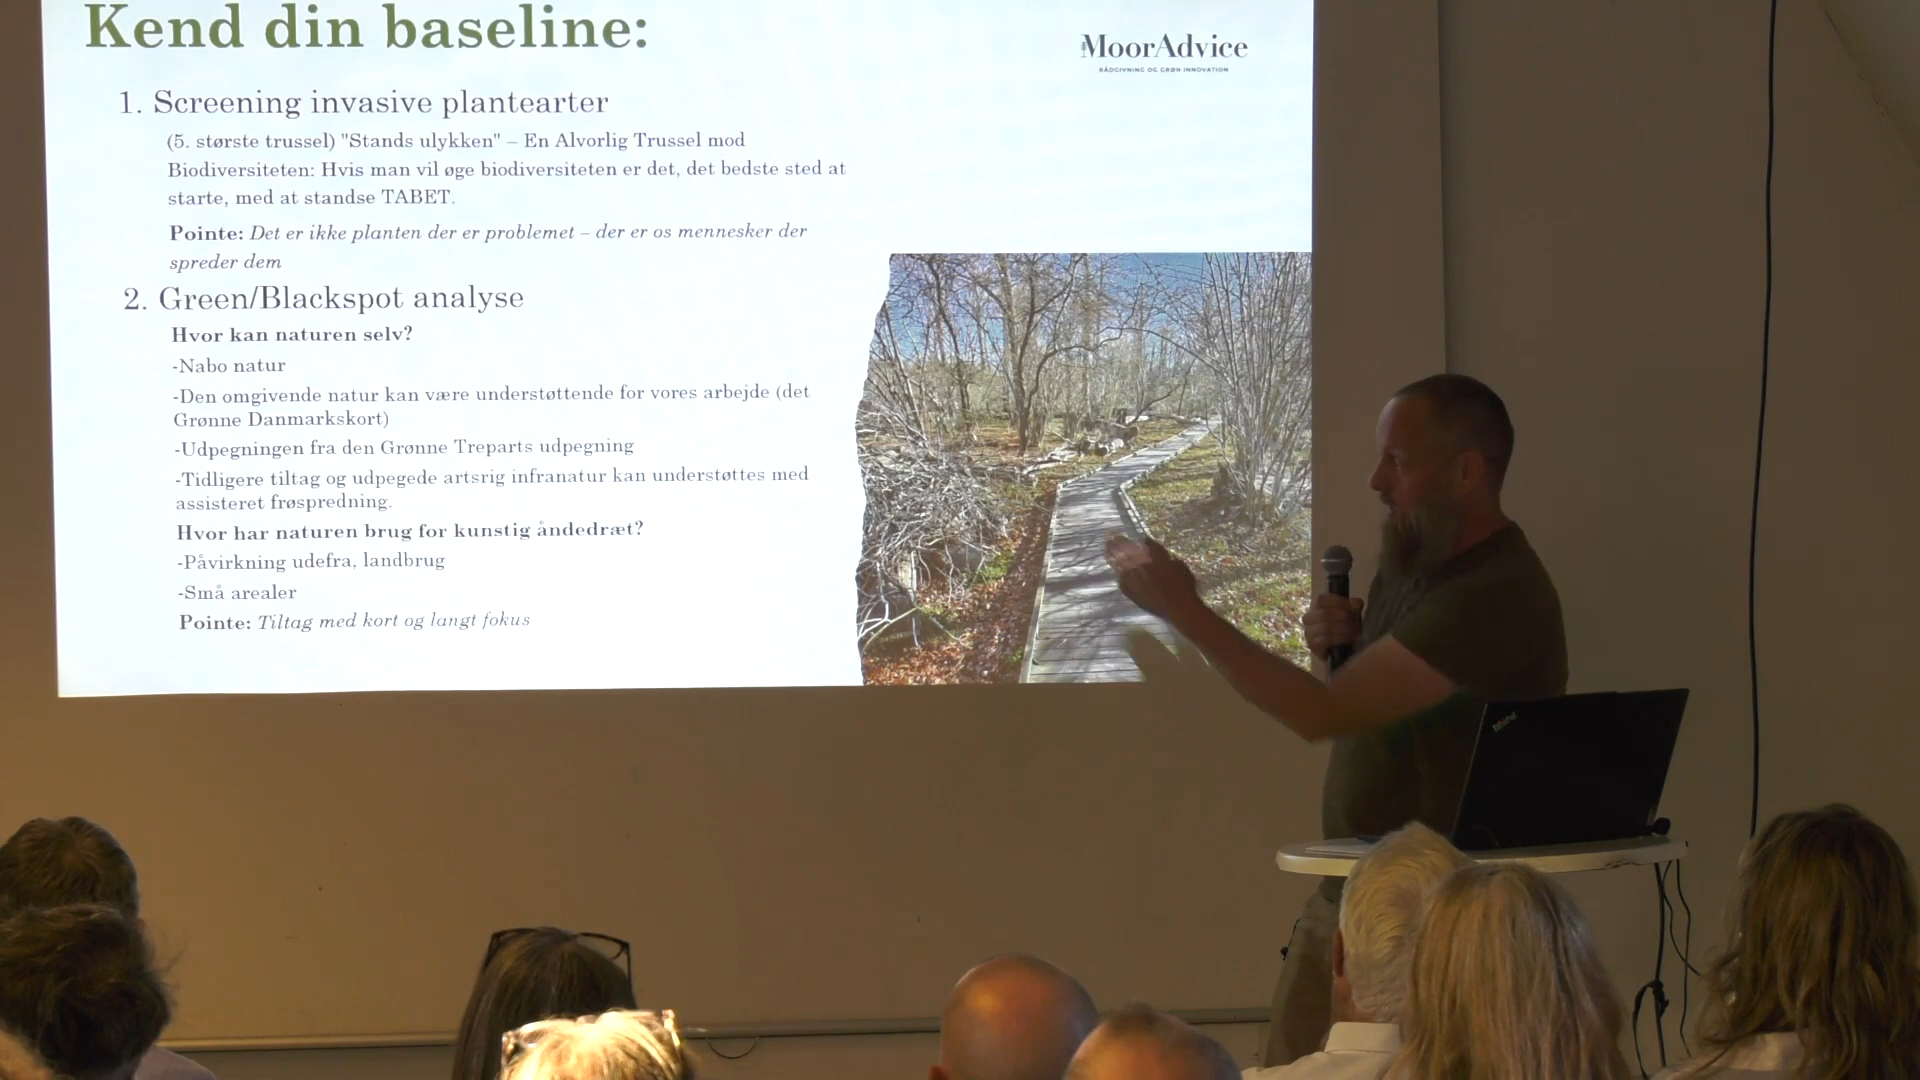 Kend din baseline:
MoorAdvice
RÅDGIVNING OG GRØN INNOVATION
1. Screening invasive plantearter
(5. største trussel) "Stands ulykken" – En Alvorlig Trussel mod
Biodiversiteten: Hvis man vil øge biodiversiteten er det, det bedste sted at
starte, med at standse TABET.
Pointe: Det er ikke planten der er problemet – der er os mennesker der
spreder dem
2. Green/Blackspot analyse
Hvor kan naturen selv?
-Nabo natur
-Den omgivende natur kan være understøttende for vores arbejde (det
Grønne Danmarkskort)
-Udpegningen fra den Grønne Treparts udpegning
-Tidligere tiltag og udpegede artsrig infranatur kan understøttes med
assisteret frøspredning.
Hvor har naturen brug for kunstig åndedræt?
-Påvirkning udefra, landbrug
-Små arealer
Pointe: Tiltag med kort og langt fokus